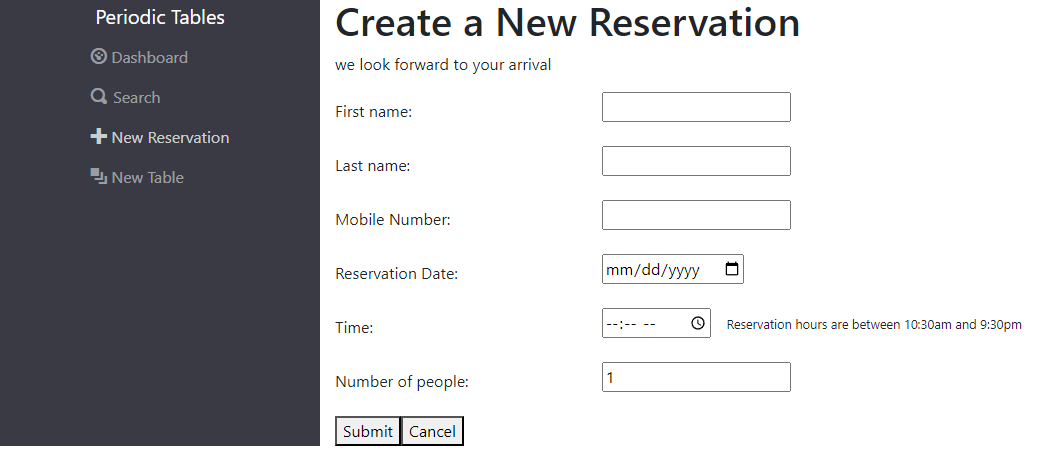 Periodic Tables
Dashboard
Search
New Reservation
New Table
Create a New Reservation
we look forward to your arrival
First name:
Last name:
Mobile Number:
Reservation Date: mm/dd/yyyy
Time: --:-- -- Reservation hours are between 10:30am and 9:30pm
Number of people: 1
Submit Cancel